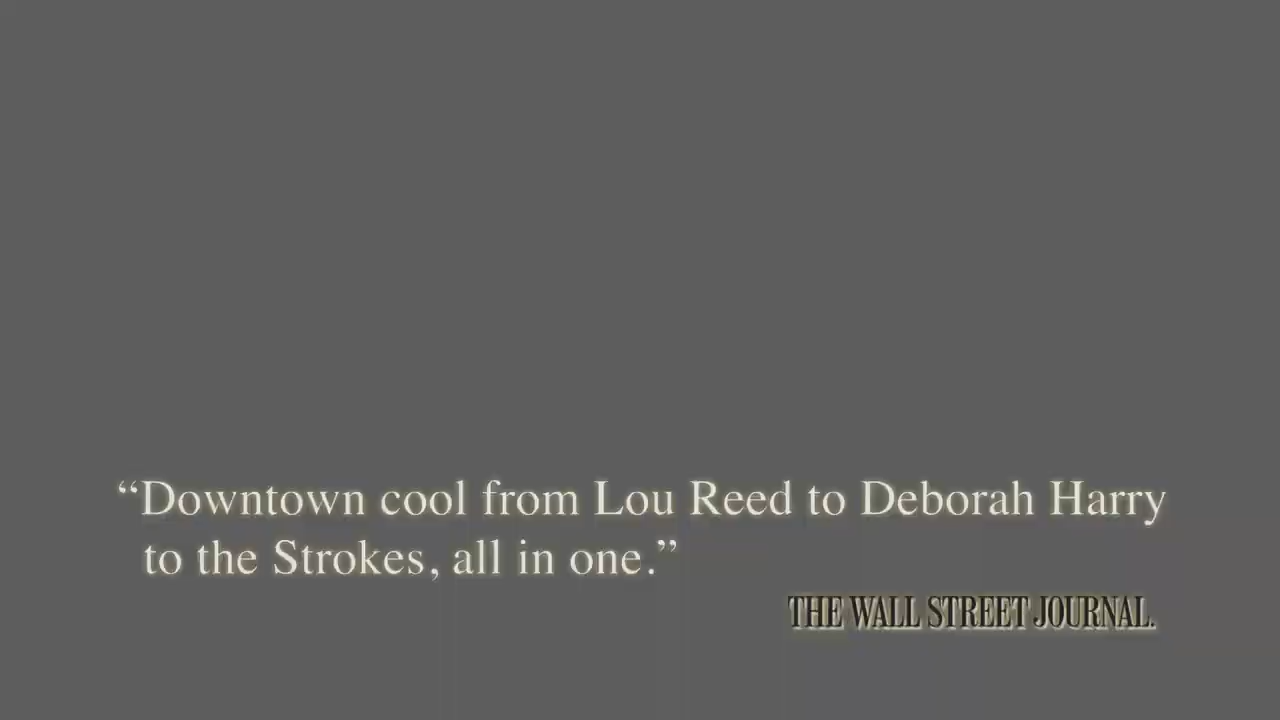 “Downtown cool from Lou Reed to Deborah Harry
to the Strokes, all in one.”
THE WALL STREET JOURNAL.